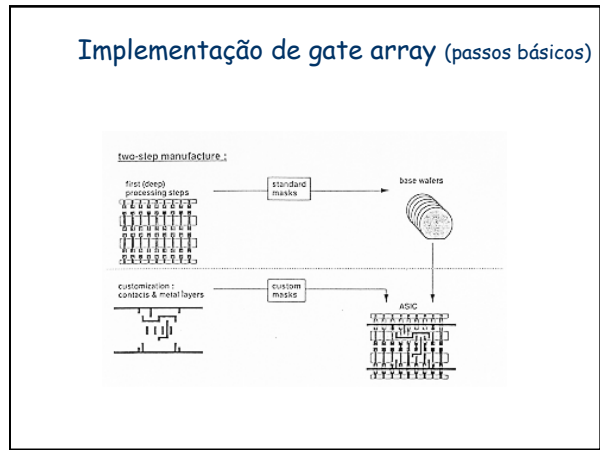 Implementação de gate array (passos básicos)
two-step manufacture :
first (deep)
processing steps
standard
masks
base wafers
customization :
contacts & metal layers
custom
masks
ASIC